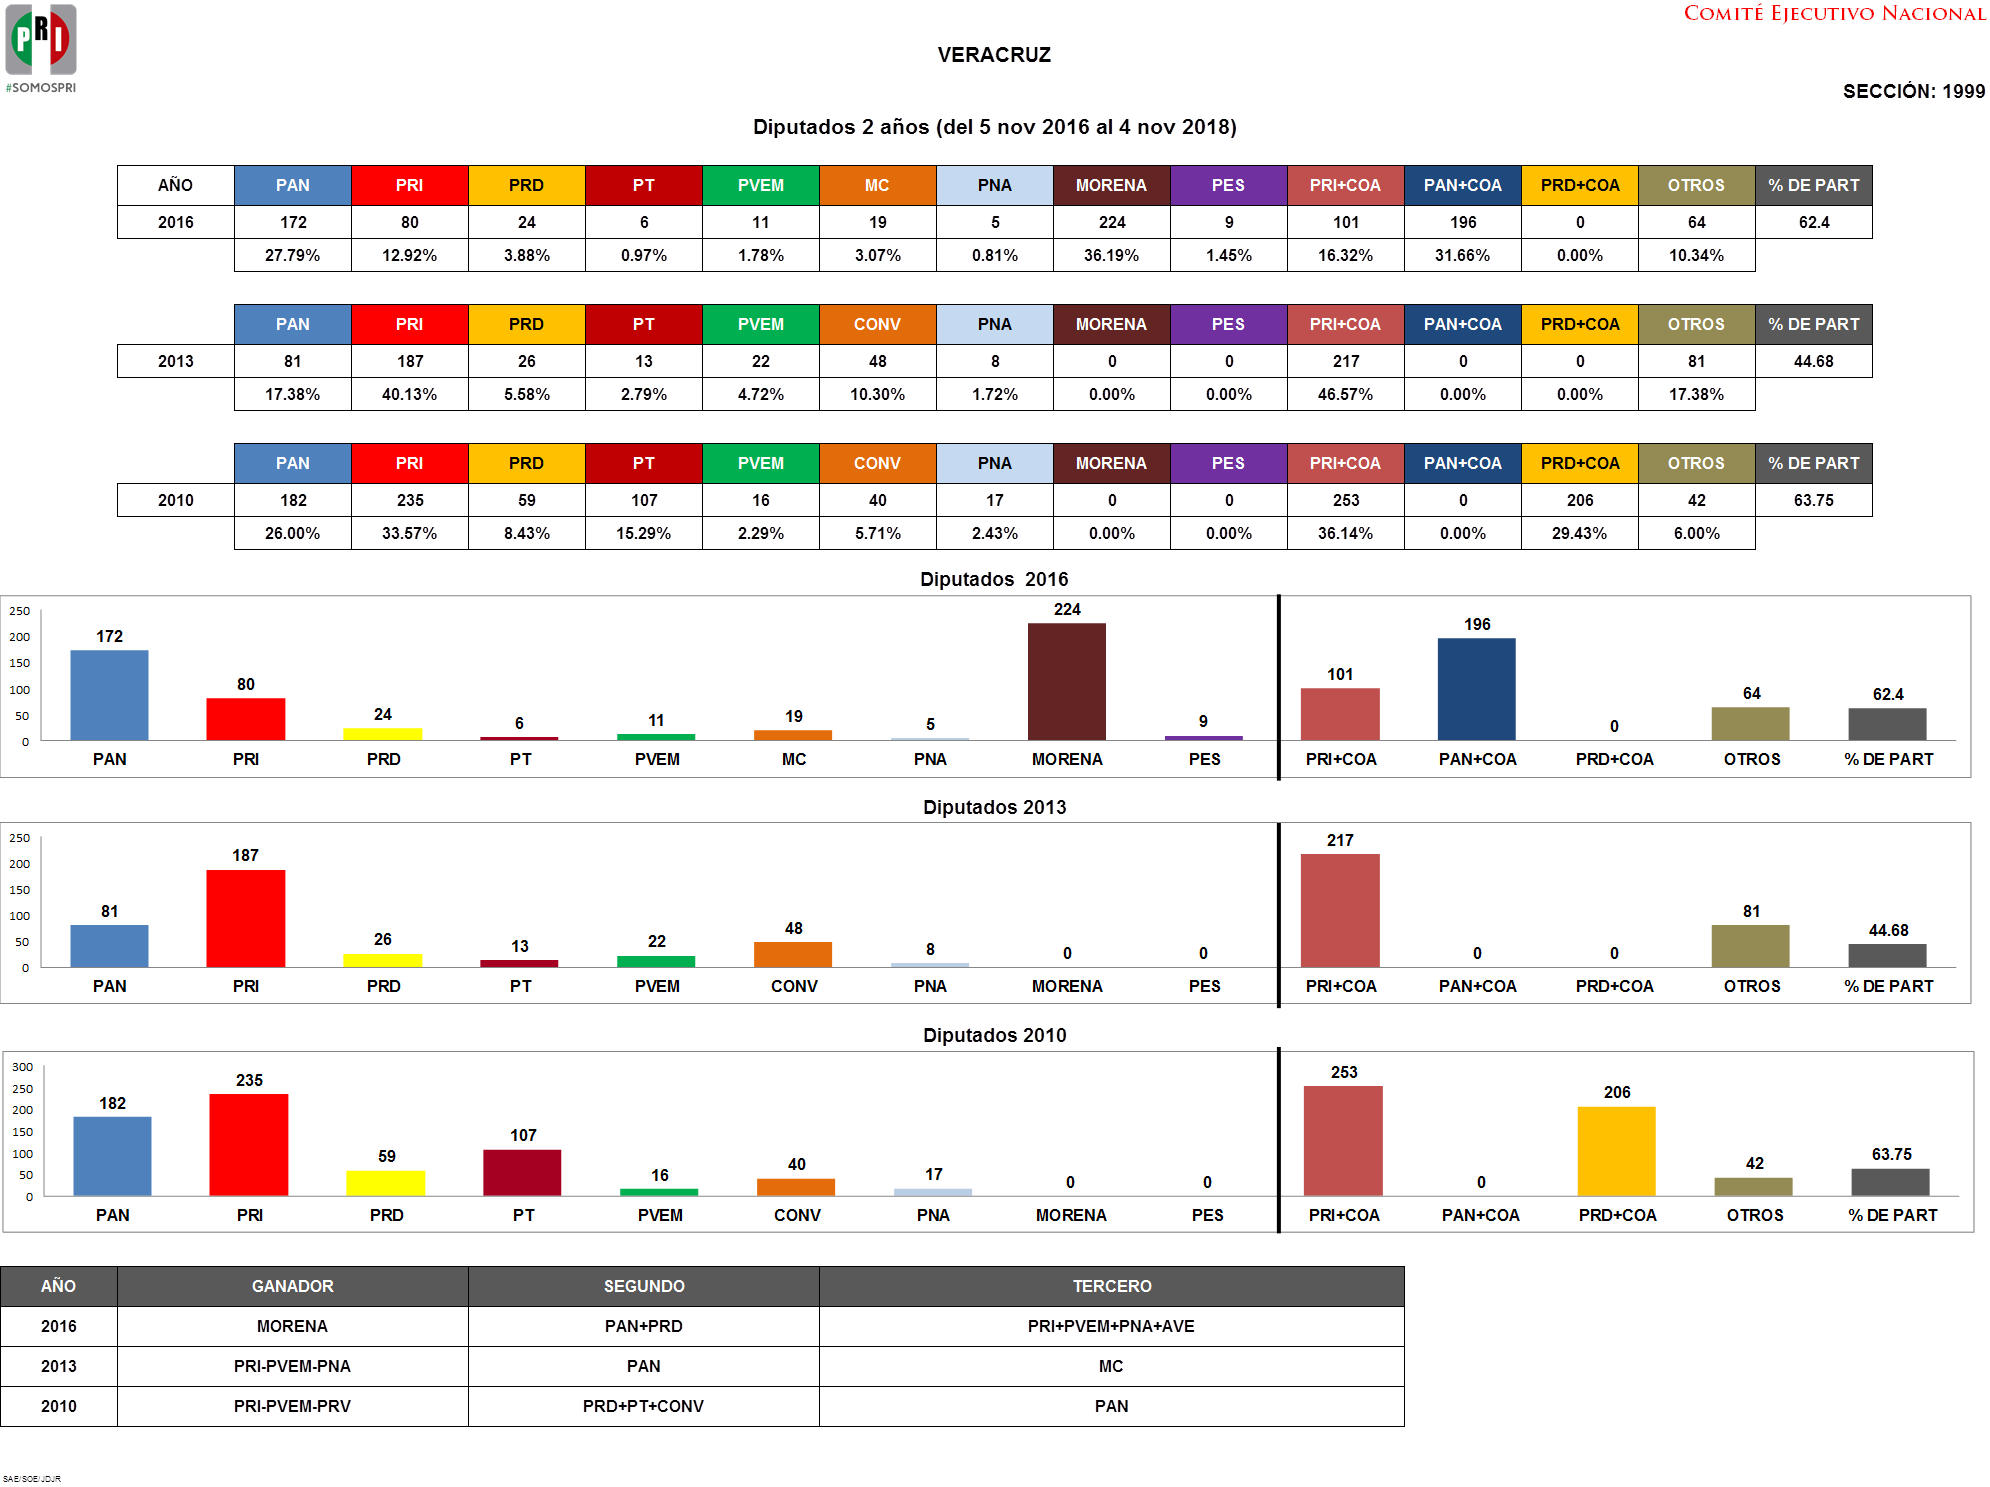 PRI
#SOMOSPRI
COMITÉ EJECUTIVO NACIONAL
VERACRUZ
SECCIÓN: 1999
Diputados 2 años (del 5 nov 2016 al 4 nov 2018)
AÑO PAN PRI PRD PT PVEM MC PNA MORENA PES PRI+COA PAN+COA PRD+COA OTROS % DE PART
2016 172 80 24 6 11 19 5 224 9 101 196 0 64 62.4
27.79% 12.92% 3.88% 0.97% 1.78% 3.07% 0.81% 36.19% 1.45% 16.32% 31.66% 0.00% 10.34%
PAN PRI PRD PT PVEM CONV PNA MORENA PES PRI+COA PAN+COA PRD+COA OTROS % DE PART
2013 81 187 26 13 22 48 8 0 0 217 0 0 81 44.68
17.38% 40.13% 5.58% 2.79% 4.72% 10.30% 1.72% 0.00% 0.00% 46.57% 0.00% 0.00% 17.38%
PAN PRI PRD PT PVEM CONV PNA MORENA PES PRI+COA PAN+COA PRD+COA OTROS % DE PART
2010 182 235 59 107 16 40 17 0 0 253 0 206 42 63.75
26.00% 33.57% 8.43% 15.29% 2.29% 5.71% 2.43% 0.00% 0.00% 36.14% 0.00% 29.43% 6.00%
Diputados 2016
250
200
150
100
50
0
172 80 24 6 11 19 5 224 9 101 196 0 64 62.4
PAN PRI PRD PT PVEM MC PNA MORENA PES PRI+COA PAN+COA PRD+COA OTROS % DE PART
Diputados 2013
250
200
150
100
50
0
81 187 26 13 22 48 8 0 0 217 0 0 81 44.68
PAN PRI PRD PT PVEM CONV PNA MORENA PES PRI+COA PAN+COA PRD+COA OTROS % DE PART
Diputados 2010
300
250
200
150
100
50
0
182 235 59 107 16 40 17 0 0 253 0 206 42 63.75
PAN PRI PRD PT PVEM CONV PNA MORENA PES PRI+COA PAN+COA PRD+COA OTROS % DE PART
AÑO GANADOR SEGUNDO TERCERO
2016 MORENA PAN+PRD PRI+PVEM+PNA+AVE
2013 PRI-PVEM-PNA PAN MC
2010 PRI-PVEM-PRV PRD+PT+CONV PAN
SAE/SOE/JDJR